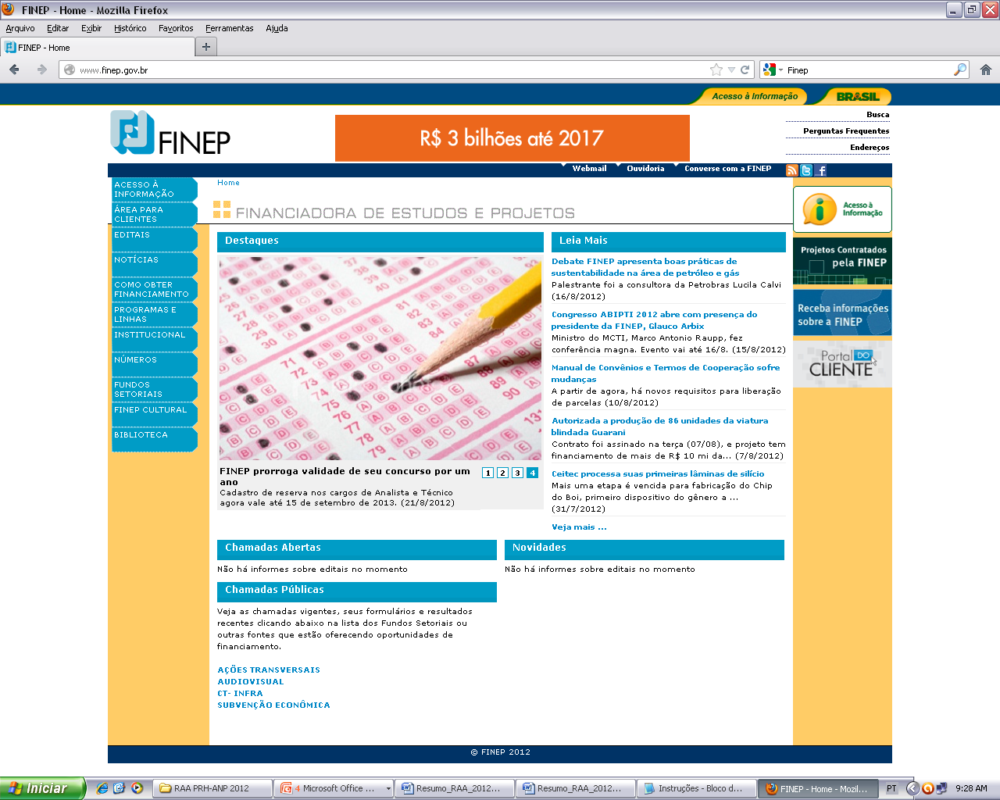 FINEP - Home - Mozilla Firefox
Arquivo Editar Exibir Histórico Favoritos Ferramentas Ajuda
FINEP - Home
www.finep.gov.br
Finep
Acesso à Informação
BRASIL
FINEP
R$ 3 bilhões até 2017
Busca
Perguntas Frequentes
Endereços
Webmail Ouvidoria Converse com a FINEP
ACESSO À
INFORMAÇÃO
ÁREA PARA
CLIENTES
EDITAIS
NOTÍCIAS
COMO OBTER
FINANCIAMENTO
PROGRAMAS E
LINHAS
INSTITUCIONAL
NÚMEROS
FUNDOS
SETORIAIS
FINEP CULTURAL
BIBLIOTECA
Home
FINANCIADORA DE ESTUDOS E PROJETOS
Destaques
FINEP prorroga validade de seu concurso por um
ano
1 2 3 4
Cadastro de reserva nos cargos de Analista e Técnico
agora vale até 15 de setembro de 2013. (21/8/2012)
Leia Mais
Debate FINEP apresenta boas práticas de
sustentabilidade na área de petróleo e gás
Palestrante foi a consultora da Petrobras Lucila Calvi
(16/8/2012)
Congresso ABIPTI 2012 abre com presença do
presidente da FINEP, Glauco Arbix
Ministro do MCTI, Marco Antonio Raupp, fez
conferência magna. Evento vai até 16/8. (15/8/2012)
Manual de Convênios e Termos de Cooperação sofre
mudanças
A partir de agora, há novos requisitos para liberação
de parcelas (10/8/2012)
Autorizada a produção de 86 unidades da viatura
blindada Guarani
Contrato foi assinado na terça (07/08), e projeto tem
financiamento de mais de R$ 10 mi da... (7/8/2012)
Ceitec processa suas primeiras lâminas de silício
Mais uma etapa é vencida para fabricação do Chip
do Boi, primeiro dispositivo do gênero a ...
(31/7/2012)
Veja mais ...
Acesso à
Informação
Projetos Contratados
pela FINEP
Receba informações
sobre a FINEP
Portal DO
CLIENTE
Chamadas Abertas
Não há informes sobre editais no momento
Novidades
Não há informes sobre editais no momento
Chamadas Públicas
Veja as chamadas vigentes, seus formulários e resultados
recentes clicando abaixo na lista dos Fundos Setoriais ou
outras fontes que estão oferecendo oportunidades de
financiamento.
AÇÕES TRANSVERSAIS
AUDIOVISUAL
CT- INFRA
SUBVENÇÃO ECONÔMICA
© FINEP 2012
Iniciar
RAA PRH-ANP 2012
4 Microsoft Office ...
Resumo_RAA_2012...
Resumo_RAA_2012...
Instruções - Bloco d...
FINEP - Home - Mozil...
PT
9:28 AM